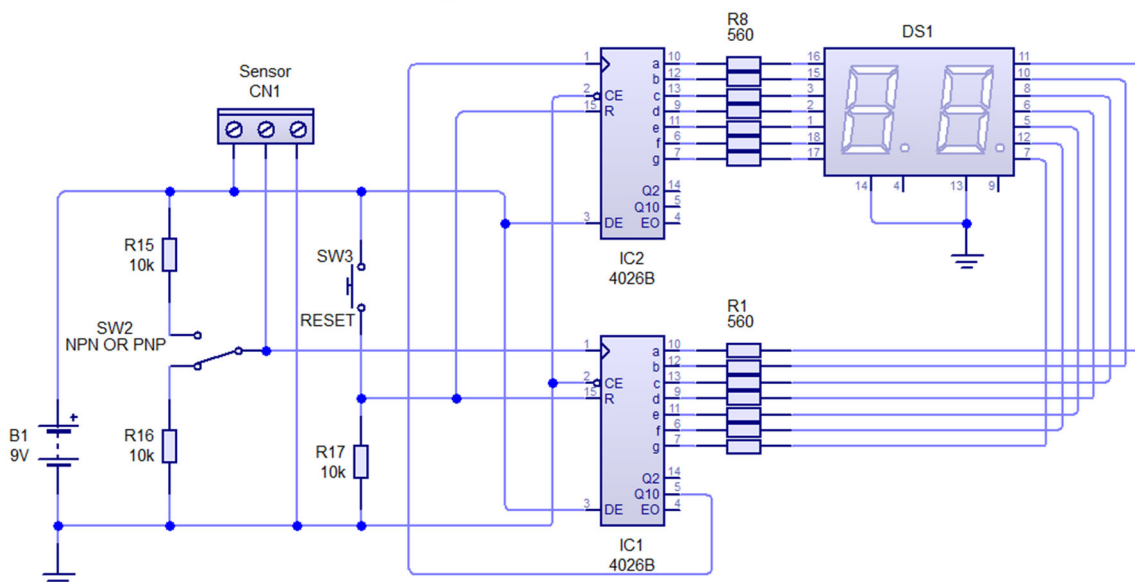 R8
560
DS1
Sensor
CN1
1
2 CE
15 R
3 DE
a 10
b 12
c 13
d 9
e 11
f 6
g 7
Q2 14
Q10 5
EO 4
IC2
4026B
16
15
3
2
1
18
17
14
4
13
9
11
10
8
6
5
12
7
R15
10k
SW3
RESET
SW2
NPN OR PNP
R1
560
B1
9V
+
R16
10k
R17
10k
1
2 CE
15 R
3 DE
a 10
b 12
c 13
d 9
e 11
f 6
g 7
Q2 14
Q10 5
EO 4
IC1
4026B